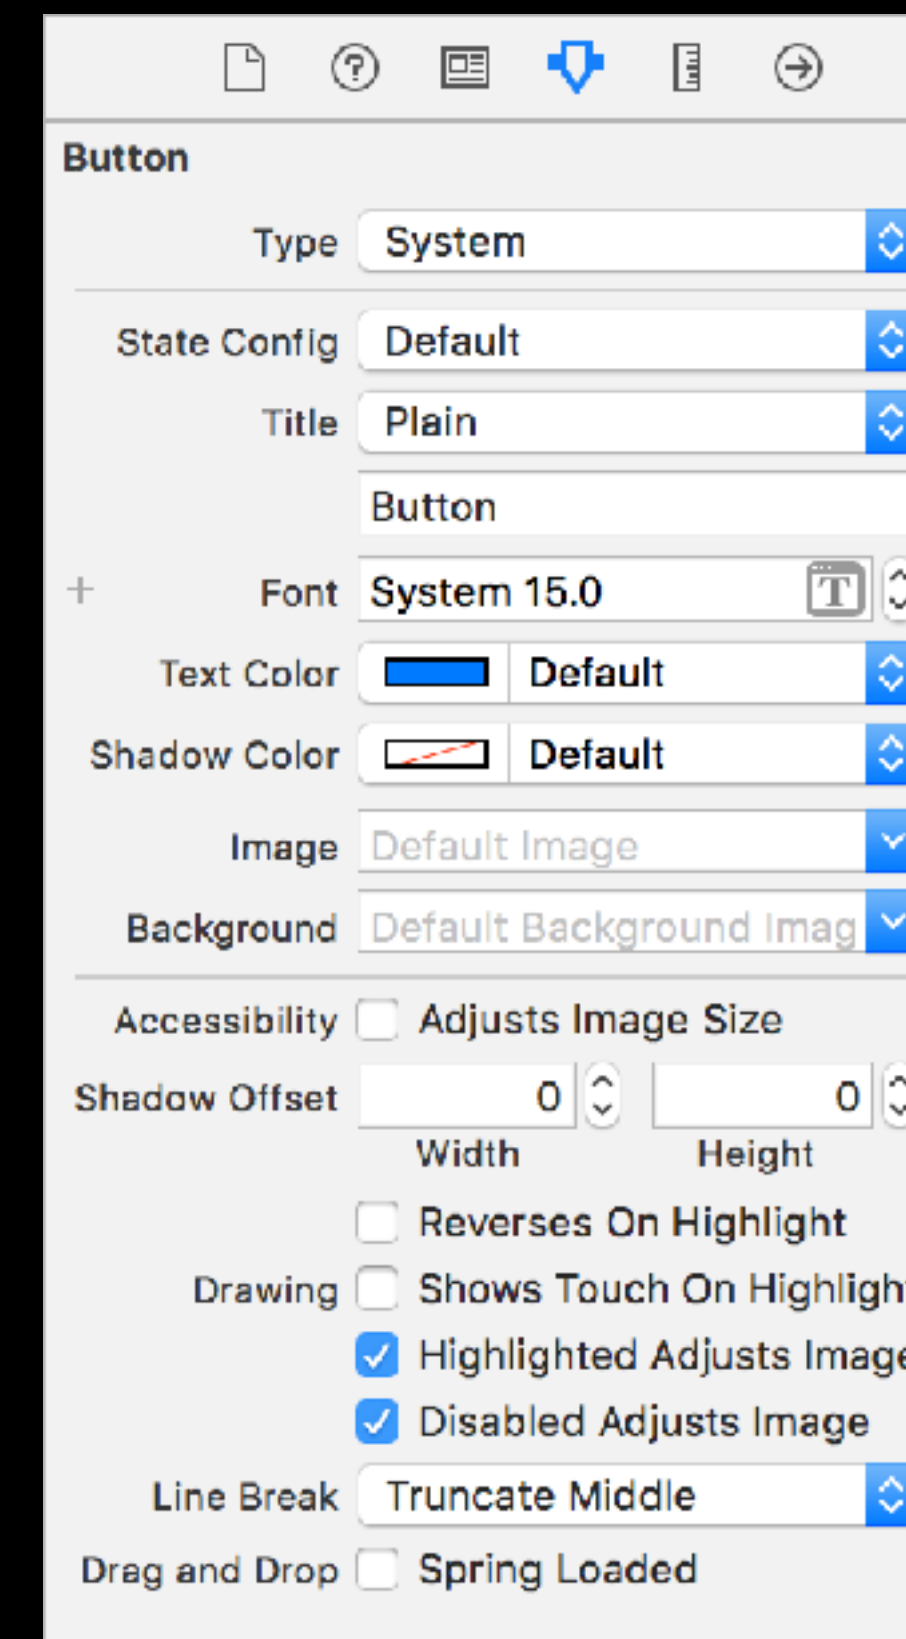 Button
Type System
State Config Default
Title Plain
Button
+ Font System 15.0 T
Text Color Default
Shadow Color Default
Image Default Image
Background Default Background Imag
Accessibility Adjusts Image Size
Shadow Offset 0 0
Width Height
Reverses On Highlight
Drawing Shows Touch On Highlight
Highlighted Adjusts Image
Disabled Adjusts Image
Line Break Truncate Middle
Drag and Drop Spring Loaded